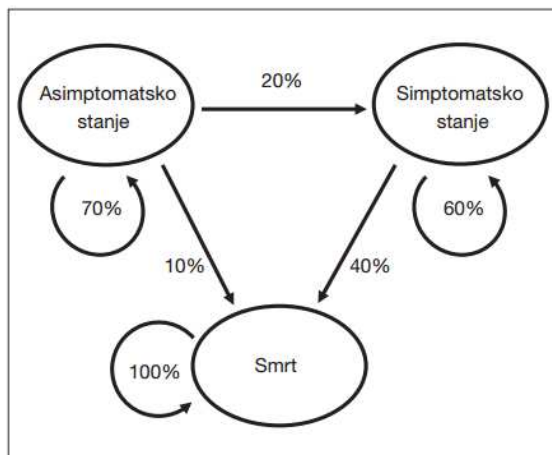 Asimptomatsko
stanje
20%
Simptomatsko
stanje
70%
60%
10%
40%
100%
Smrt